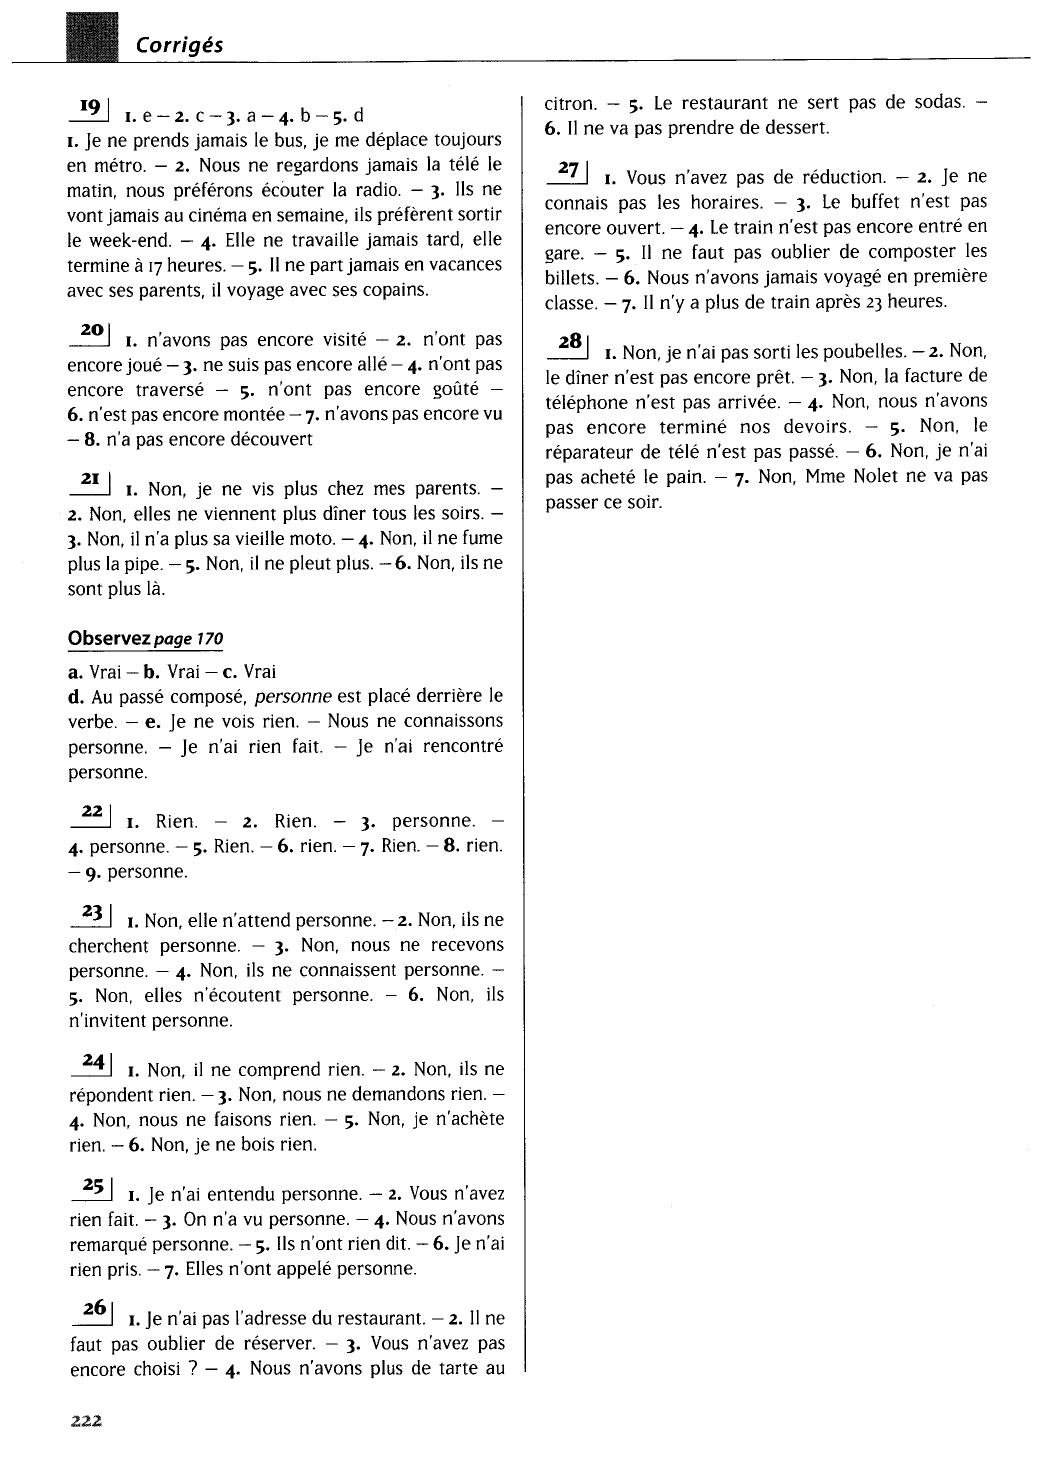 Corrigés
19 1. e – 2. c – 3. a – 4. b – 5. d
1. Je ne prends jamais le bus, je me déplace toujours
en métro. – 2. Nous ne regardons jamais la télé le
matin, nous préférons écouter la radio. – 3. Ils ne
vont jamais au cinéma en semaine, ils préfèrent sortir
le week-end. – 4. Elle ne travaille jamais tard, elle
termine à 17 heures. – 5. Il ne part jamais en vacances
avec ses parents, il voyage avec ses copains.
20 1. n'avons pas encore visité – 2. n'ont pas
encore joué – 3. ne suis pas encore allé – 4. n'ont pas
encore traversé – 5. n'ont pas encore goûté –
6. n'est pas encore montée – 7. n'avons pas encore vu
– 8. n'a pas encore découvert
21 1. Non, je ne vis plus chez mes parents. –
2. Non, elles ne viennent plus dîner tous les soirs. –
3. Non, il n'a plus sa vieille moto. – 4. Non, il ne fume
plus la pipe. – 5. Non, il ne pleut plus. – 6. Non, ils ne
sont plus là.
Observez page 170
a. Vrai – b. Vrai – c. Vrai
d. Au passé composé, personne est placé derrière le
verbe. – e. Je ne vois rien. – Nous ne connaissons
personne. – Je n'ai rien fait. – Je n'ai rencontré
personne.
22 1. Rien. – 2. Rien. – 3. personne. –
4. personne. – 5. Rien. – 6. rien. – 7. Rien. – 8. rien.
– 9. personne.
23 1. Non, elle n'attend personne. – 2. Non, ils ne
cherchent personne. – 3. Non, nous ne recevons
personne. – 4. Non, ils ne connaissent personne. –
5. Non, elles n'écoutent personne. – 6. Non, ils
n'invitent personne.
24 1. Non, il ne comprend rien. – 2. Non, ils ne
répondent rien. – 3. Non, nous ne demandons rien. –
4. Non, nous ne faisons rien. – 5. Non, je n'achète
rien. – 6. Non, je ne bois rien.
25 1. Je n'ai entendu personne. – 2. Vous n'avez
rien fait. – 3. On n'a vu personne. – 4. Nous n'avons
remarqué personne. – 5. Ils n'ont rien dit. – 6. Je n'ai
rien pris. – 7. Elles n'ont appelé personne.
26 1. Je n'ai pas l'adresse du restaurant. – 2. Il ne
faut pas oublier de réserver. – 3. Vous n'avez pas
encore choisi ? – 4. Nous n'avons plus de tarte au
citron. – 5. Le restaurant ne sert pas de sodas. –
6. Il ne va pas prendre de dessert.
27 1. Vous n'avez pas de réduction. – 2. Je ne
connais pas les horaires. – 3. Le buffet n'est pas
encore ouvert. – 4. Le train n'est pas encore entré en
gare. – 5. Il ne faut pas oublier de composter les
billets. – 6. Nous n'avons jamais voyagé en première
classe. – 7. Il n'y a plus de train après 23 heures.
28 1. Non, je n'ai pas sorti les poubelles. – 2. Non,
le dîner n'est pas encore prêt. – 3. Non, la facture de
téléphone n'est pas arrivée. – 4. Non, nous n'avons
pas encore terminé nos devoirs. – 5. Non, le
réparateur de télé n'est pas passé. – 6. Non, je n'ai
pas acheté le pain. – 7. Non, Mme Nolet ne va pas
passer ce soir.
222